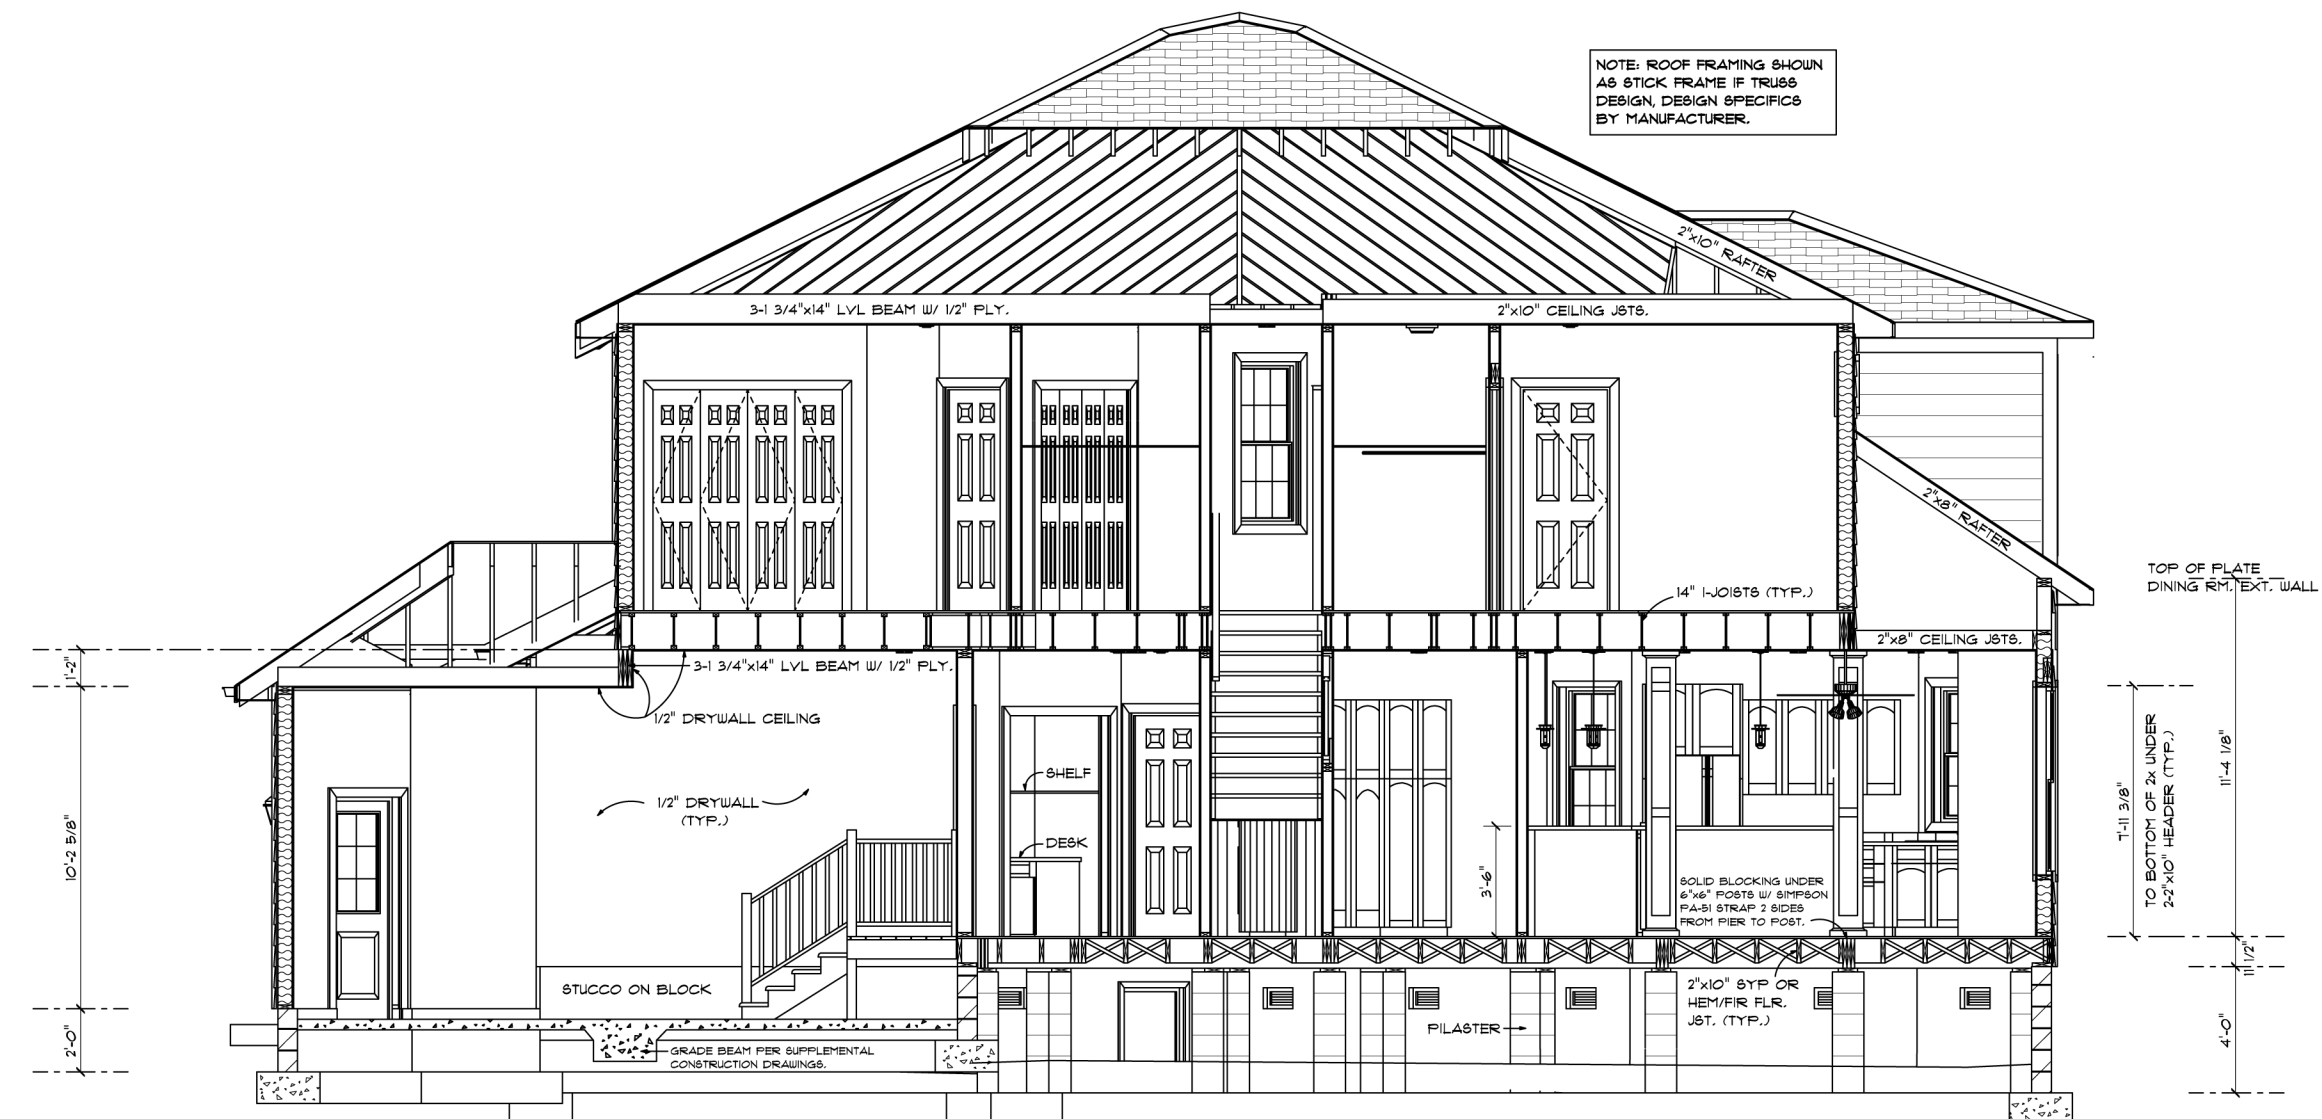 NOTE: ROOF FRAMING SHOWN
AS STICK FRAME IF TRUSS
DESIGN, DESIGN SPECIFICS
BY MANUFACTURER.
2"x10" RAFTER
3-1 3/4"x14" LVL BEAM W/ 1/2" PLY.
2"x10" CEILING JSTS.
2"x8" RAFTER
TOP OF PLATE
DINING RM. EXT. WALL
14" I-JOISTS (TYP.)
2"x8" CEILING JSTS.
1'-2"
3-1 3/4"x14" LVL BEAM W/ 1/2" PLY.
1/2" DRYWALL CEILING
SHELF
1/2" DRYWALL
(TYP.)
DESK
10'-2 5/8"
3'-6"
SOLID BLOCKING UNDER
6"x6" POSTS W/ SIMPSON
PA-51 STRAP 2 SIDES
FROM PIER TO POST.
7'-11 3/8"
TO BOTTOM OF 2x UNDER
2-2"x10" HEADER (TYP.)
11'-4 1/8"
11 1/2"
STUCCO ON BLOCK
2"x10" SYP OR
HEM/FIR FLR.
JST. (TYP.)
PILASTER
2'-0"
GRADE BEAM PER SUPPLEMENTAL
CONSTRUCTION DRAWINGS.
4'-0"